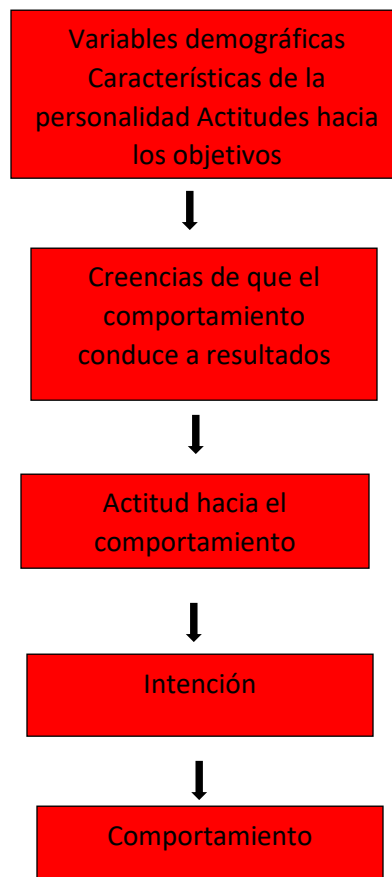 Variables demográficas
Características de la
personalidad Actitudes hacia
los objetivos
Creencias de que el
comportamiento
conduce a resultados
Actitud hacia el
comportamiento
Intención
Comportamiento